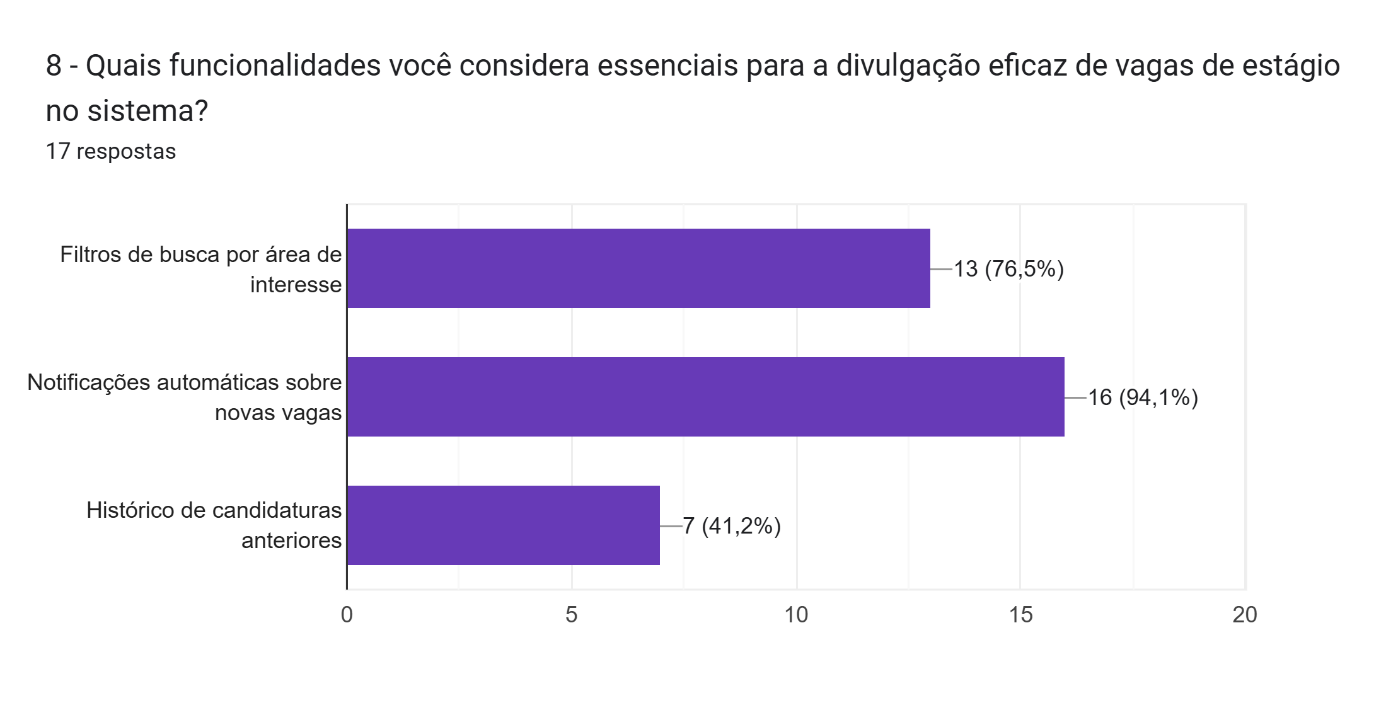 8 - Quais funcionalidades você considera essenciais para a divulgação eficaz de vagas de estágio
no sistema?
17 respostas
Filtros de busca por área de
interesse
13 (76,5%)
Notificações automáticas sobre
novas vagas
16 (94,1%)
Histórico de candidaturas
anteriores
7 (41,2%)
0 5 10 15 20